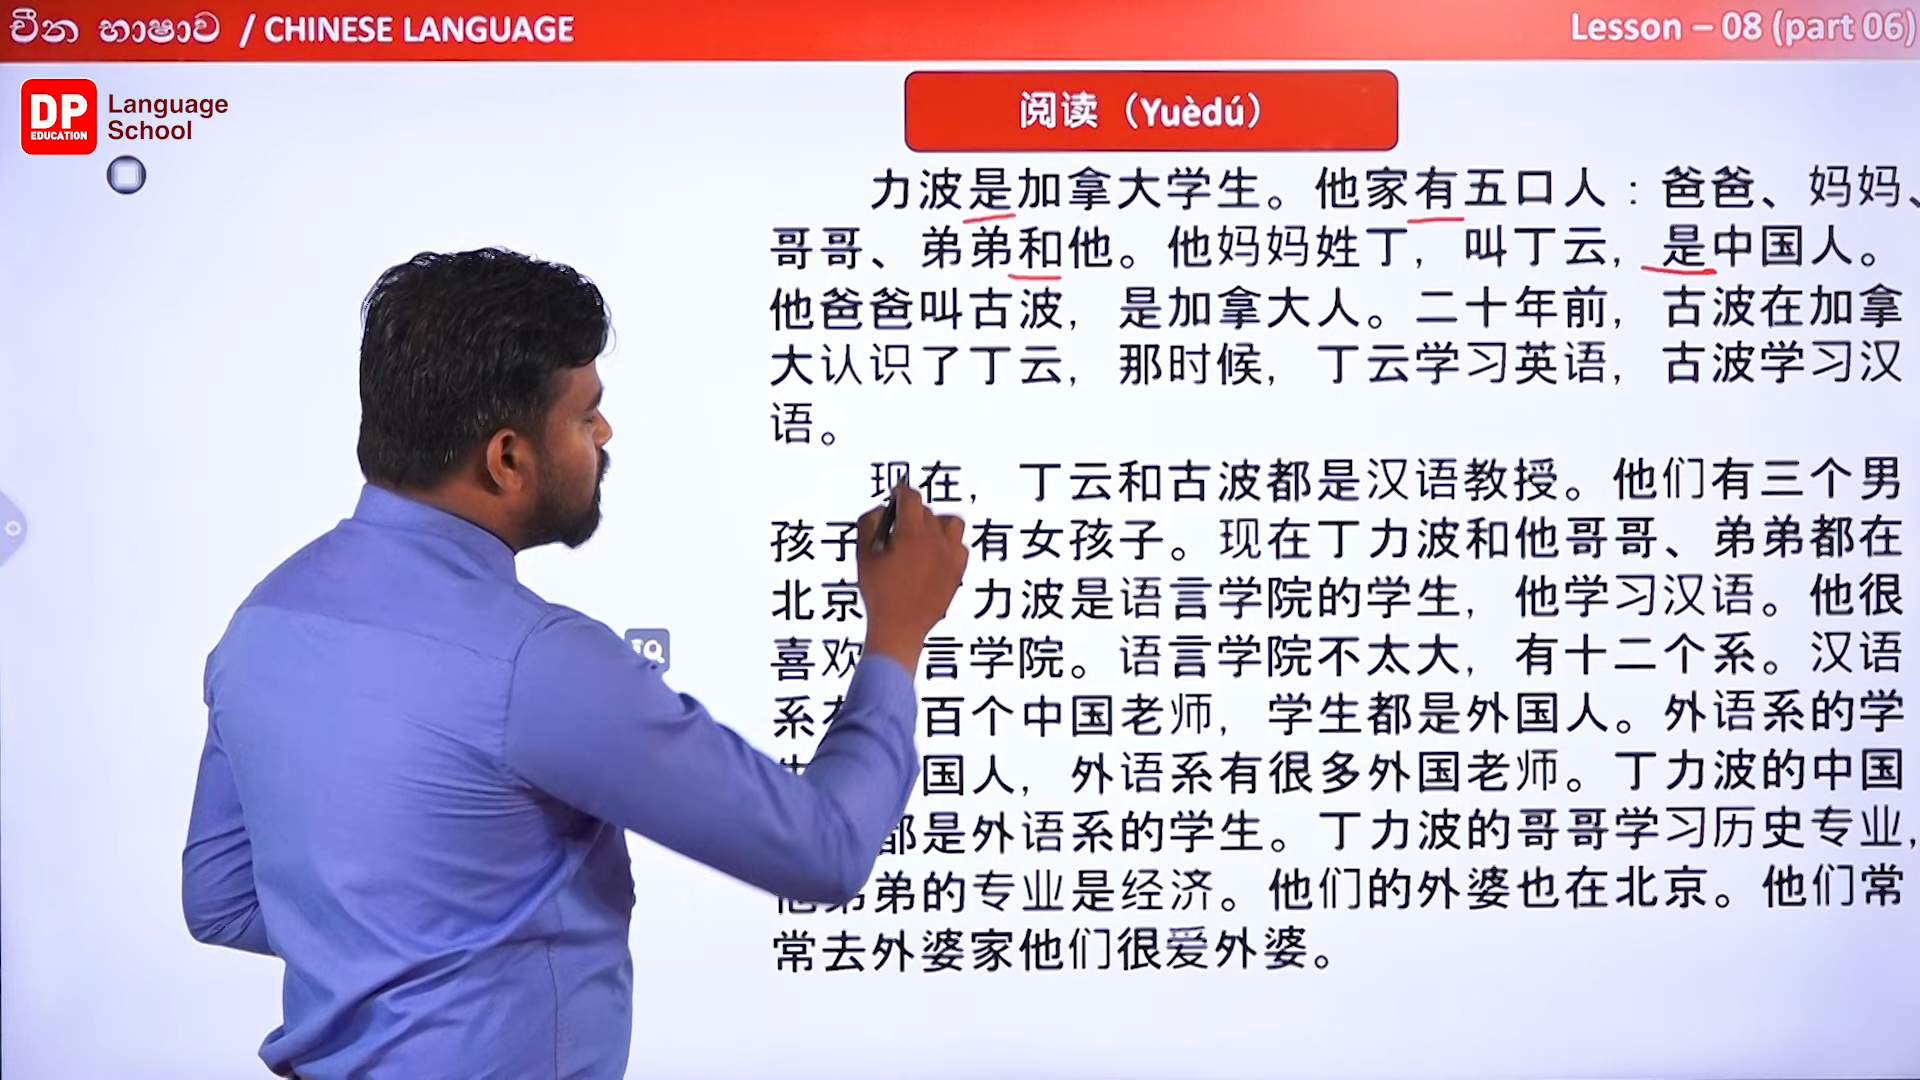 චීන භාෂාව / CHINESE LANGUAGE
Lesson – 08 (part 06)
DP
EDUCATION
Language
School
阅读（Yuèdú）
力波是加拿大学生。他家有五口人：爸爸、妈妈、
哥哥、弟弟和他。他妈妈姓丁，叫丁云，是中国人。
他爸爸叫古波，是加拿大人。二十年前，古波在加拿
大认识了丁云，那时候，丁云学习英语，古波学习汉
语。
现在，丁云和古波都是汉语教授。他们有三个男
孩子 有女孩子。现在丁力波和他哥哥、弟弟都在
北京 力波是语言学院的学生，他学习汉语。他很
喜欢 言学院。语言学院不太大，有十二个系。汉语
系 百个中国老师，学生都是外国人。外语系的学
国人，外语系有很多外国老师。丁力波的中国
都是外语系的学生。丁力波的哥哥学习历史专业，
他弟弟的专业是经济。他们的外婆也在北京。他们常
常去外婆家他们很爱外婆。